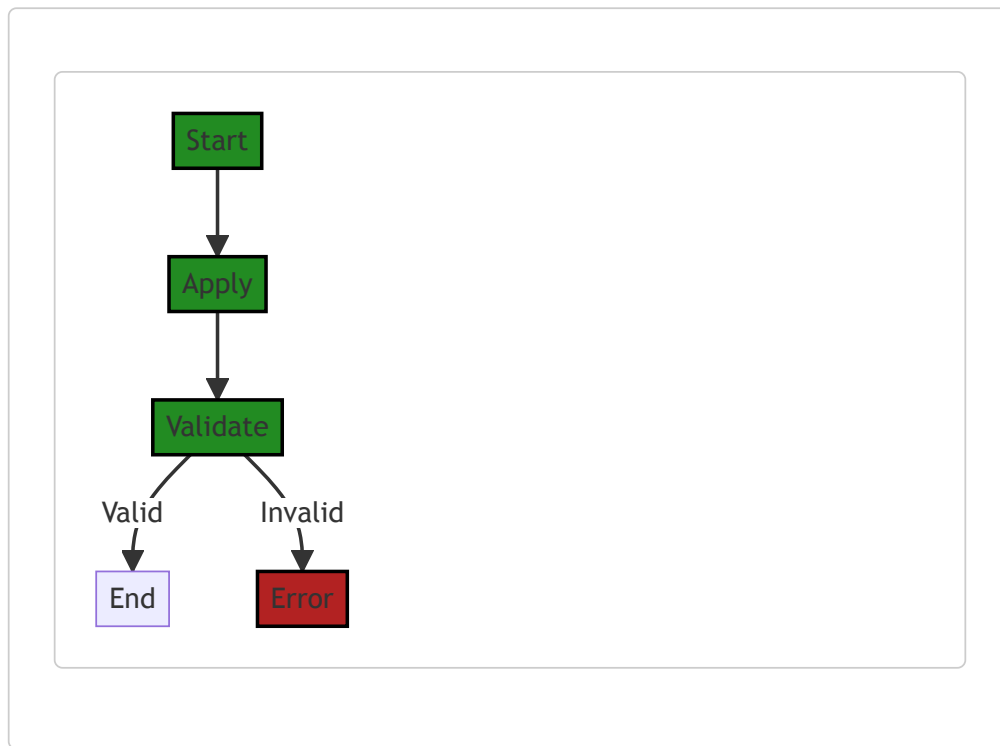 Start
Apply
Validate
Valid
Invalid
End
Error